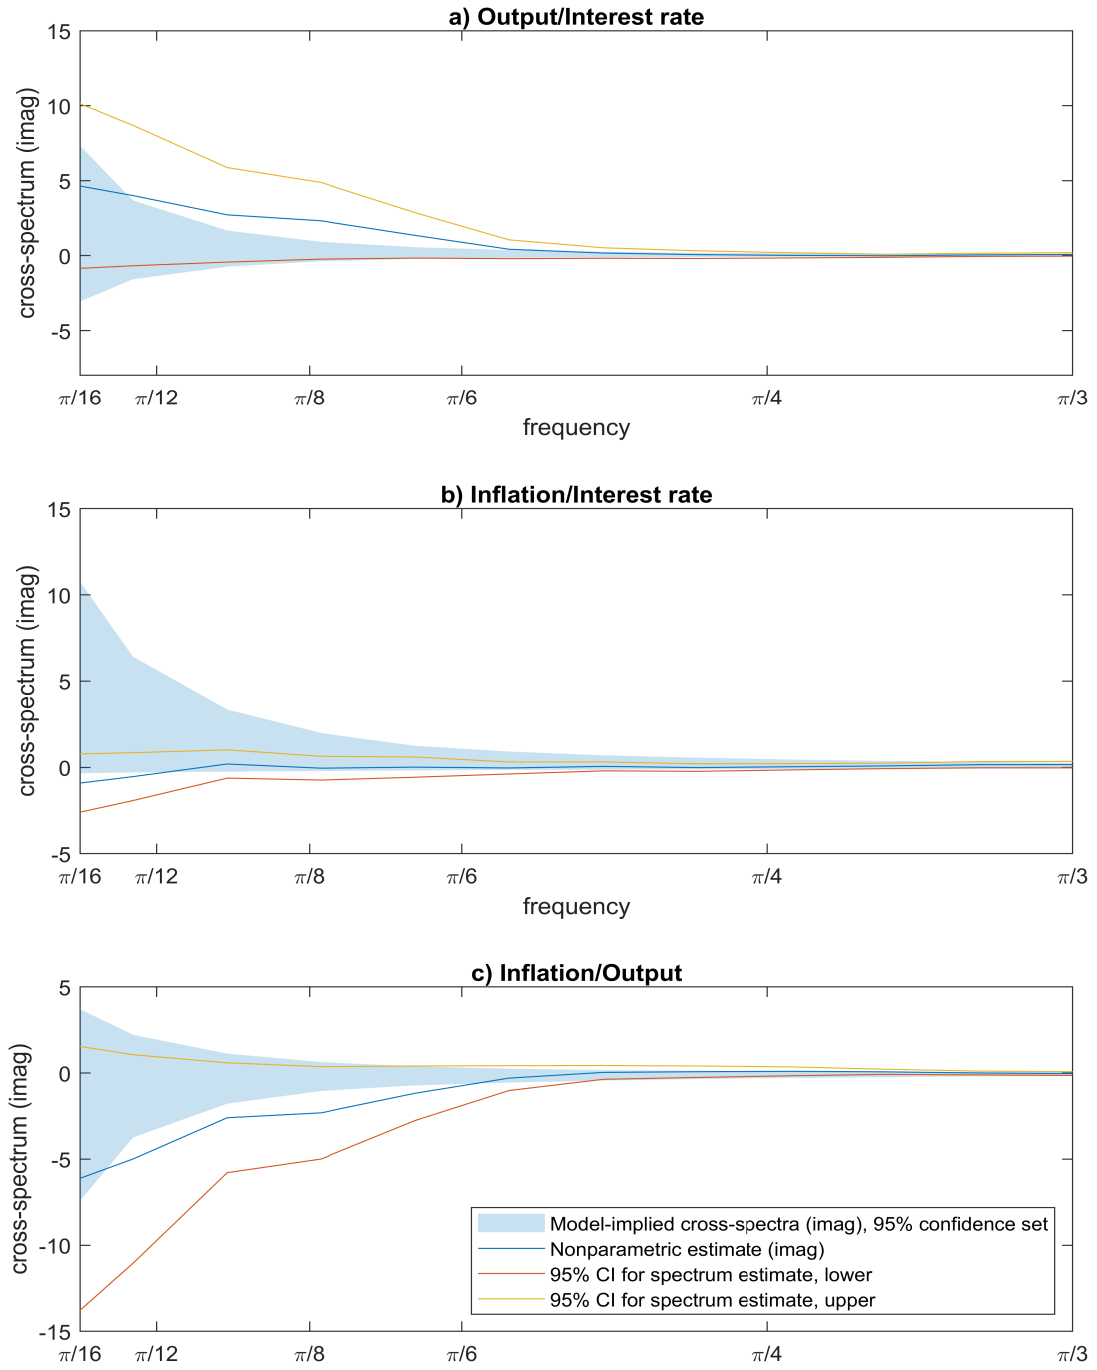 a) Output/Interest rate
15
10
5
0
-5
cross-spectrum (imag)
π/16 π/12 π/8 π/6 π/4 π/3
frequency
b) Inflation/Interest rate
15
10
5
0
-5
cross-spectrum (imag)
π/16 π/12 π/8 π/6 π/4 π/3
frequency
c) Inflation/Output
5
0
-5
-10
-15
cross-spectrum (imag)
Model-implied cross-spectra (imag), 95% confidence set
Nonparametric estimate (imag)
95% CI for spectrum estimate, lower
95% CI for spectrum estimate, upper
π/16 π/12 π/8 π/6 π/4 π/3